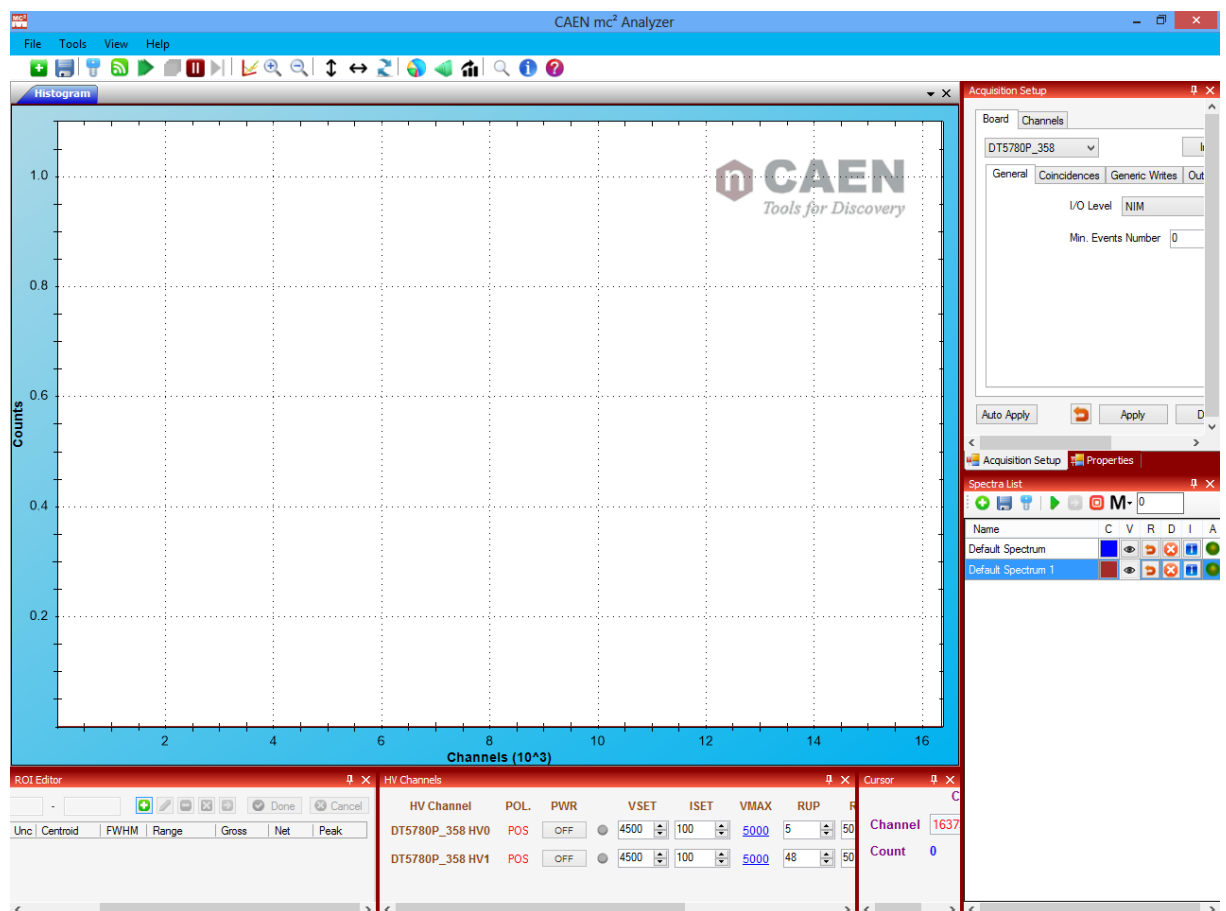 MC²
CAEN mc² Analyzer
File Tools View Help
Histogram
1.0
0.8
0.6
0.4
0.2
Counts
2 4 6 8 10 12 14 16
Channels (10^3)
n CAEN
Tools for Discovery
Acquisition Setup
Board Channels
DT5780P_358
General Coincidences Generic Writes Out
I/O Level NIM
Min. Events Number 0
Auto Apply Apply D
Acquisition Setup Properties
Spectra List
M 0
Name C V R D I A
Default Spectrum
Default Spectrum 1
ROI Editor
- Done Cancel
Unc Centroid FWHM Range Gross Net Peak
HV Channels
HV Channel POL. PWR VSET ISET VMAX RUP R
DT5780P_358 HV0 POS OFF 4500 100 5000 5 50
DT5780P_358 HV1 POS OFF 4500 100 5000 48 50
Cursor
C
Channel 1637
Count 0